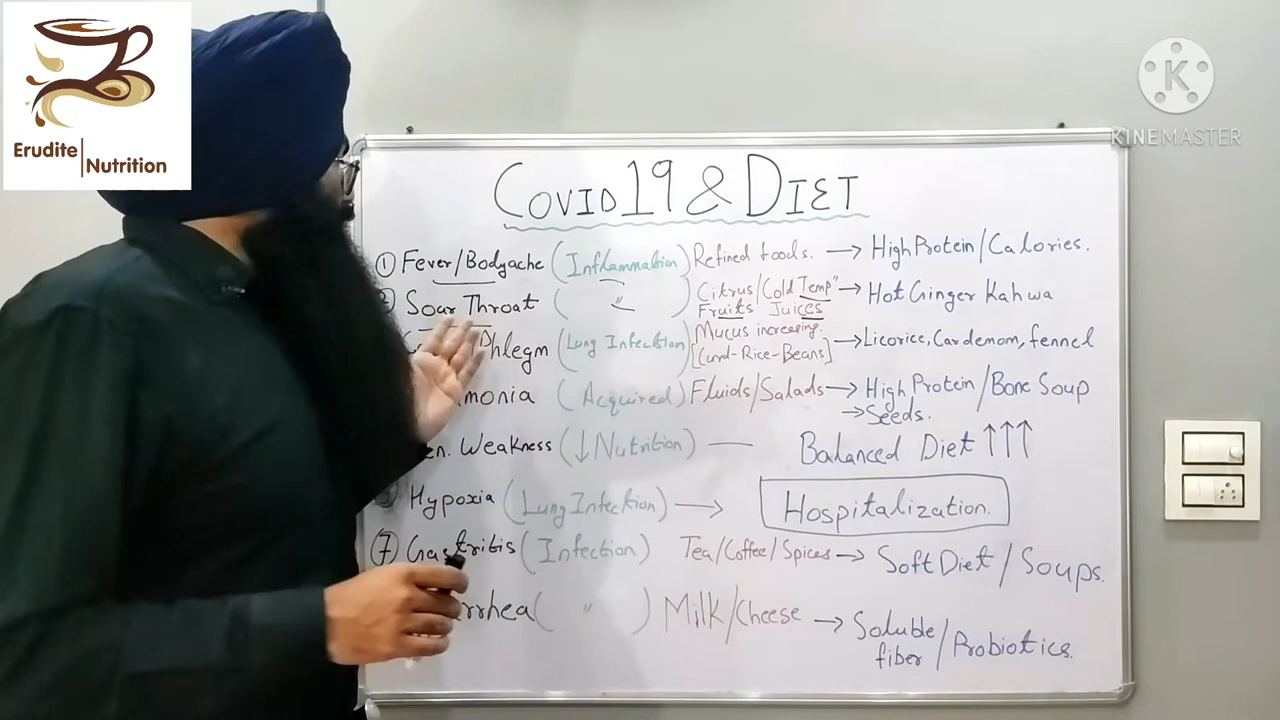 Erudite Nutrition
KINEMASTER
COVID 19 & DIET
① Fever/Bodyache (Inflammation) Refined foods. → High Protein/Calories.
Sour Throat ( " ) Citrus/Cold Temp" → Hot Ginger Kahwa
Fruits Juices
Phlegm (Lung Infection) Mucus increasing. → Licorice, Cardemom, fennel
[Curd-Rice-Beans]
monia (Acquired) Fluids/Salads → High Protein/Bone Soup
→ Seeds.
en. Weakness (↓ Nutrition) — Balanced Diet ↑↑↑
Hypoxia (Lung Infection) → Hospitalization.
⑦ Gastritis (Infection) Tea/Coffee/Spices → Soft Diet/Soups.
rrhea ( " ) Milk/Cheese → Soluble fiber/Probiotics.